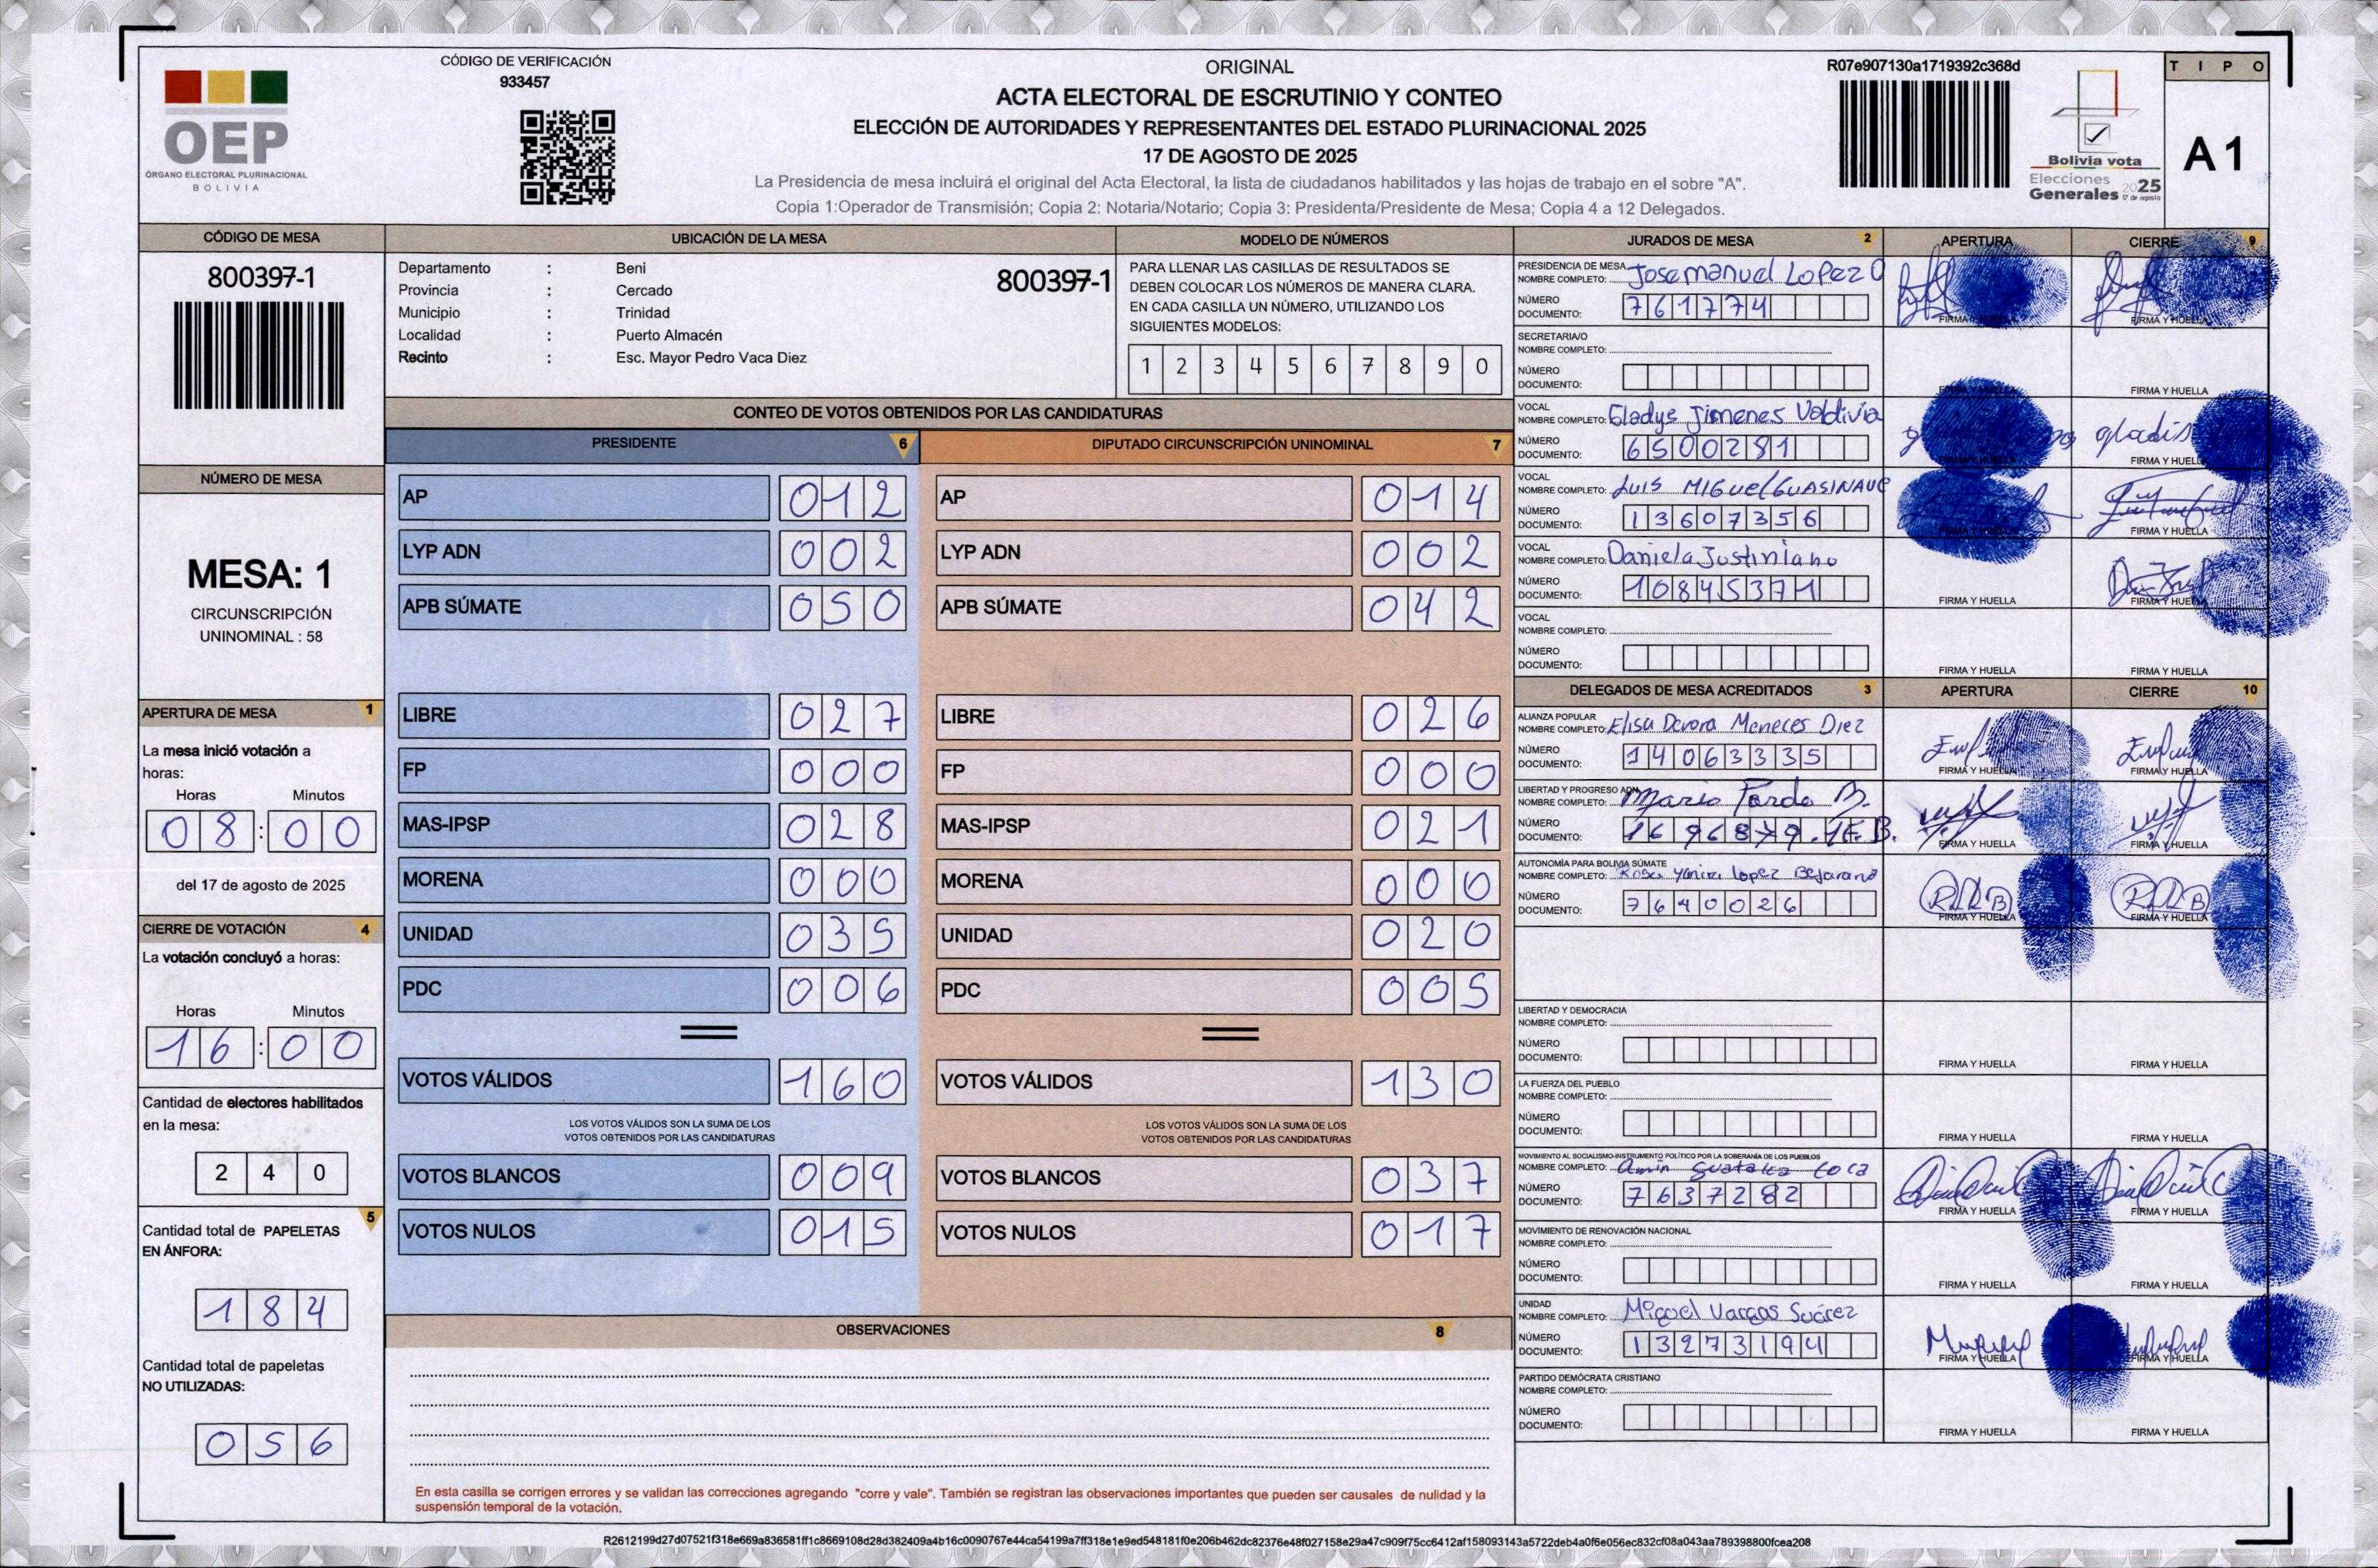 CÓDIGO DE VERIFICACIÓN
933457
OEP
ÓRGANO ELECTORAL PLURINACIONAL
BOLIVIA
ORIGINAL
ACTA ELECTORAL DE ESCRUTINIO Y CONTEO
ELECCIÓN DE AUTORIDADES Y REPRESENTANTES DEL ESTADO PLURINACIONAL 2025
17 DE AGOSTO DE 2025
La Presidencia de mesa incluirá el original del Acta Electoral, la lista de ciudadanos habilitados y las hojas de trabajo en el sobre "A".
Copia 1:Operador de Transmisión; Copia 2: Notaria/Notario; Copia 3: Presidenta/Presidente de Mesa; Copia 4 a 12 Delegados.
R07e907130a1719392c368d
Bolivia vota
Elecciones
Generales 2025
17 de agosto
TIPO
A 1
CÓDIGO DE MESA
800397-1
NÚMERO DE MESA
MESA: 1
CIRCUNSCRIPCIÓN
UNINOMINAL : 58
APERTURA DE MESA 1
La mesa inició votación a
horas:
Horas Minutos
08:00
del 17 de agosto de 2025
CIERRE DE VOTACIÓN 4
La votación concluyó a horas:
Horas Minutos
16:00
Cantidad de electores habilitados
en la mesa:
240
Cantidad total de PAPELETAS 5
EN ÁNFORA:
184
Cantidad total de papeletas
NO UTILIZADAS:
056
UBICACIÓN DE LA MESA
Departamento : Beni
800397-1
Provincia : Cercado
Municipio : Trinidad
Localidad : Puerto Almacén
Recinto : Esc. Mayor Pedro Vaca Diez
MODELO DE NÚMEROS
PARA LLENAR LAS CASILLAS DE RESULTADOS SE
DEBEN COLOCAR LOS NÚMEROS DE MANERA CLARA.
EN CADA CASILLA UN NÚMERO, UTILIZANDO LOS
SIGUIENTES MODELOS:
1 2 3 4 5 6 7 8 9 0
CONTEO DE VOTOS OBTENIDOS POR LAS CANDIDATURAS
PRESIDENTE 6
AP 012
LYP ADN 002
APB SÚMATE 050
LIBRE 027
FP 000
MAS-IPSP 028
MORENA 000
UNIDAD 035
PDC 006
=
VOTOS VÁLIDOS 160
LOS VOTOS VÁLIDOS SON LA SUMA DE LOS
VOTOS OBTENIDOS POR LAS CANDIDATURAS
VOTOS BLANCOS 009
VOTOS NULOS 015
DIPUTADO CIRCUNSCRIPCIÓN UNINOMINAL 7
AP 014
LYP ADN 002
APB SÚMATE 042
LIBRE 026
FP 000
MAS-IPSP 021
MORENA 000
UNIDAD 020
PDC 005
=
VOTOS VÁLIDOS 130
LOS VOTOS VÁLIDOS SON LA SUMA DE LOS
VOTOS OBTENIDOS POR LAS CANDIDATURAS
VOTOS BLANCOS 037
VOTOS NULOS 017
OBSERVACIONES 8
En esta casilla se corrigen errores y se validan las correcciones agregando "corre y vale". También se registran las observaciones importantes que pueden ser causales de nulidad y la
suspensión temporal de la votación.
JURADOS DE MESA 2 APERTURA CIERRE 9
PRESIDENCIA DE MESA
NOMBRE COMPLETO: Josemanuel Lopez O
NÚMERO
DOCUMENTO: 761774
FIRMA Y HUELLA FIRMA Y HUELLA
SECRETARIA/O
NOMBRE COMPLETO:
NÚMERO
DOCUMENTO:
FIRMA Y HUELLA FIRMA Y HUELLA
VOCAL
NOMBRE COMPLETO: Gladys Jimenes Valdivia
NÚMERO
DOCUMENTO: 6500281
gladis
FIRMA Y HUELLA FIRMA Y HUELLA
VOCAL
NOMBRE COMPLETO: Luis MIGuel GUASINAVE
NÚMERO
DOCUMENTO: 13607356
FIRMA Y HUELLA FIRMA Y HUELLA
VOCAL
NOMBRE COMPLETO: Daniela Justiniano
NÚMERO
DOCUMENTO: 10845371
FIRMA Y HUELLA FIRMA Y HUELLA
VOCAL
NOMBRE COMPLETO:
NÚMERO
DOCUMENTO:
FIRMA Y HUELLA FIRMA Y HUELLA
DELEGADOS DE MESA ACREDITADOS 3 APERTURA CIERRE 10
ALIANZA POPULAR
NOMBRE COMPLETO: Elisa Devora Meneces Diez
NÚMERO
DOCUMENTO: 14063335
FIRMA Y HUELLA FIRMA Y HUELLA
LIBERTAD Y PROGRESO ADN
NOMBRE COMPLETO: Mario Pardo B.
NÚMERO
DOCUMENTO: 1696879.1E.B.
FIRMA Y HUELLA FIRMA Y HUELLA
AUTONOMÍA PARA BOLIVIA SÚMATE
NOMBRE COMPLETO: Rosa Yanira Lopez Bejarano
NÚMERO
DOCUMENTO: 7640026
RLB RLB
FIRMA Y HUELLA FIRMA Y HUELLA
LIBERTAD Y DEMOCRACIA
NOMBRE COMPLETO:
NÚMERO
DOCUMENTO:
FIRMA Y HUELLA FIRMA Y HUELLA
LA FUERZA DEL PUEBLO
NOMBRE COMPLETO:
NÚMERO
DOCUMENTO:
FIRMA Y HUELLA FIRMA Y HUELLA
MOVIMIENTO AL SOCIALISMO-INSTRUMENTO POLÍTICO POR LA SOBERANÍA DE LOS PUEBLOS
NOMBRE COMPLETO: Amin Guatalca Coca
NÚMERO
DOCUMENTO: 7637282
FIRMA Y HUELLA FIRMA Y HUELLA
MOVIMIENTO DE RENOVACIÓN NACIONAL
NOMBRE COMPLETO:
NÚMERO
DOCUMENTO:
FIRMA Y HUELLA FIRMA Y HUELLA
UNIDAD
NOMBRE COMPLETO: Miguel Vargas Suárez
NÚMERO
DOCUMENTO: 13273194
FIRMA Y HUELLA FIRMA Y HUELLA
PARTIDO DEMÓCRATA CRISTIANO
NOMBRE COMPLETO:
NÚMERO
DOCUMENTO:
FIRMA Y HUELLA FIRMA Y HUELLA